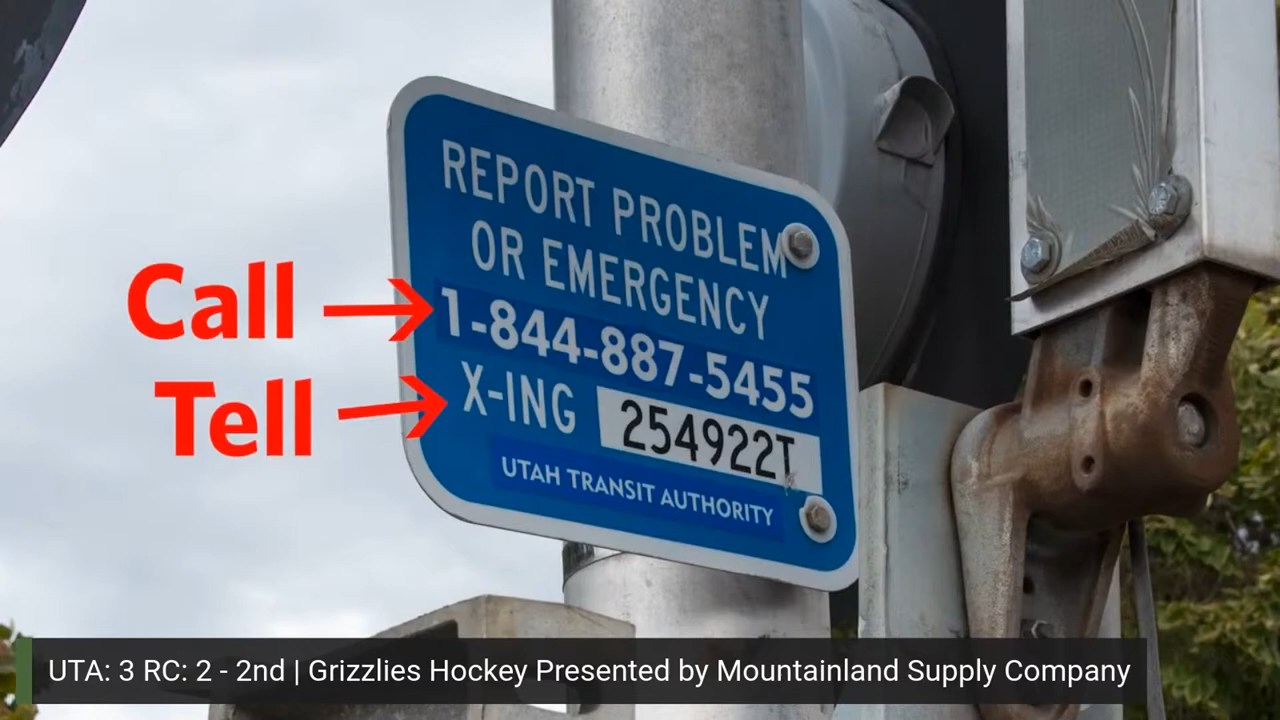 REPORT PROBLEM
OR EMERGENCY
Call
1-844-887-5455
Tell
X-ING 254922T
UTAH TRANSIT AUTHORITY
UTA: 3 RC: 2 - 2nd | Grizzlies Hockey Presented by Mountainland Supply Company